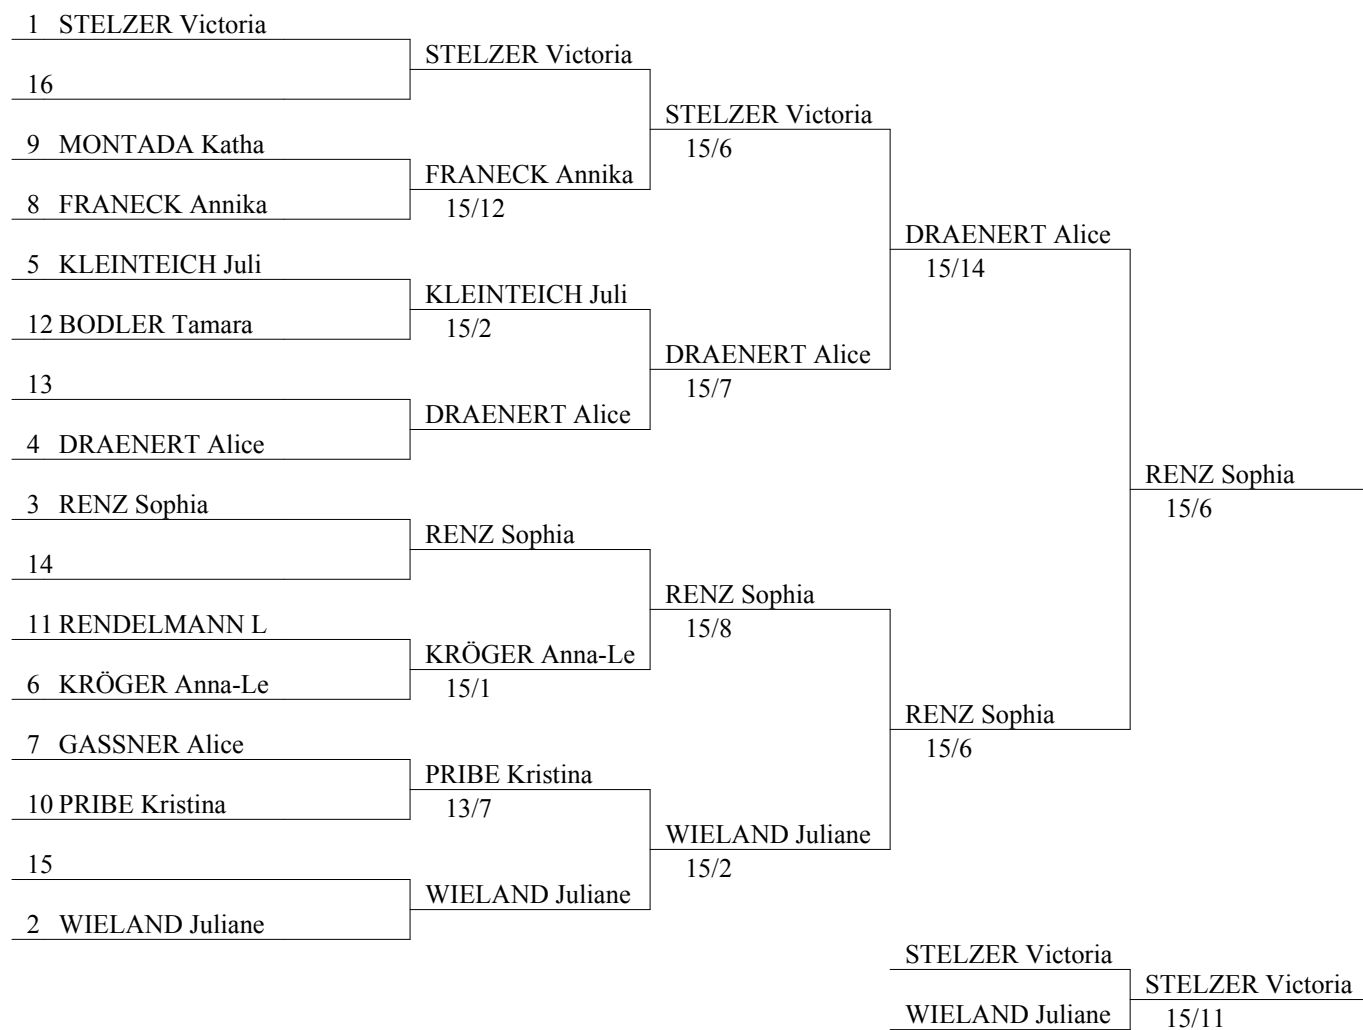 1 STELZER Victoria
STELZER Victoria
16
STELZER Victoria
15/6
9 MONTADA Katha
FRANECK Annika
15/12
8 FRANECK Annika
DRAENERT Alice
15/14
5 KLEINTEICH Juli
KLEINTEICH Juli
15/2
12 BODLER Tamara
DRAENERT Alice
15/7
13
DRAENERT Alice
4 DRAENERT Alice
RENZ Sophia
15/6
3 RENZ Sophia
RENZ Sophia
14
RENZ Sophia
15/8
11 RENDELMANN L
KRÖGER Anna-Le
15/1
6 KRÖGER Anna-Le
RENZ Sophia
15/6
7 GASSNER Alice
PRIBE Kristina
13/7
10 PRIBE Kristina
WIELAND Juliane
15/2
15
WIELAND Juliane
2 WIELAND Juliane
STELZER Victoria
STELZER Victoria
15/11
WIELAND Juliane